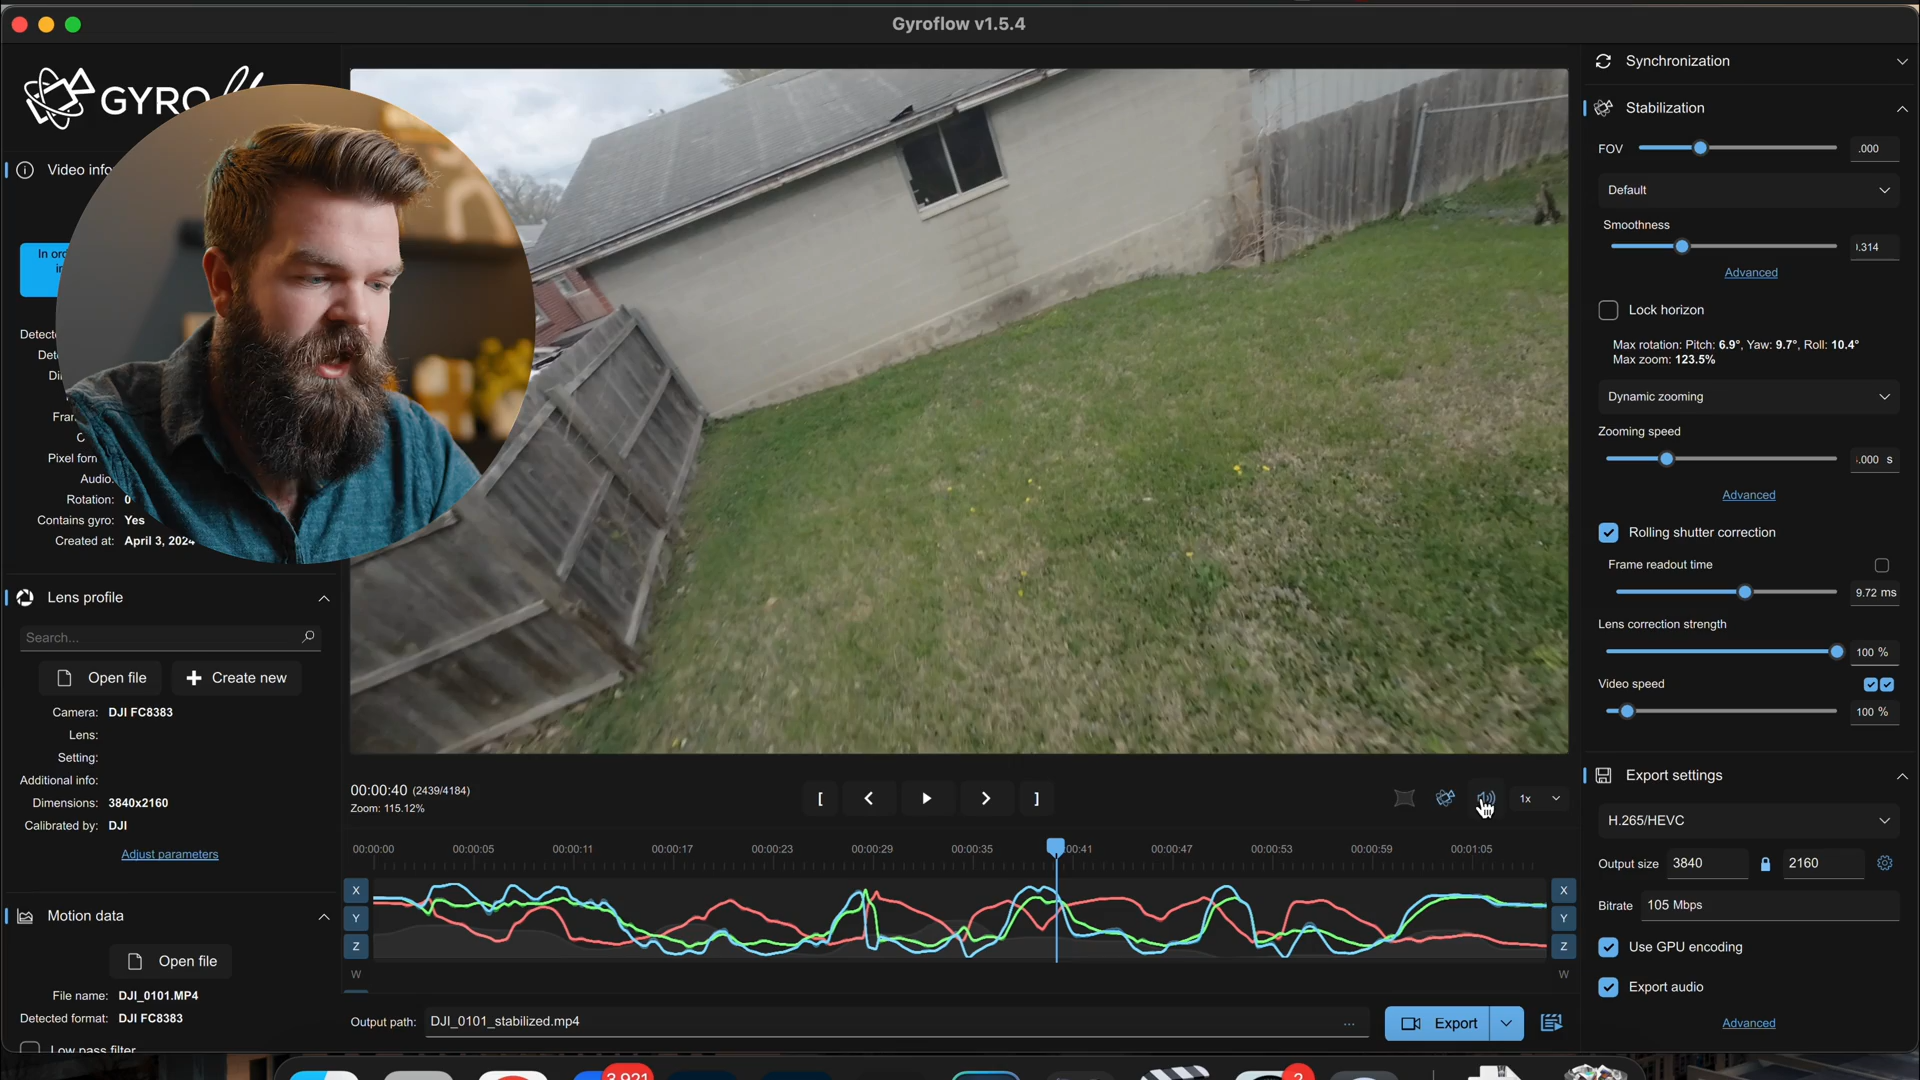 Gyroflow v1.5.4
GYRO
Video info
In
Rotation: 0
Contains gyro: Yes
Created at: April 3, 2024
Audio:
Lens profile
Search...
Open file
Create new
Camera: DJI FC8383
Lens:
Setting:
Additional info:
Dimensions: 3840x2160
Calibrated by: DJI
Adjust parameters
Motion data
Open file
File name: DJI_0101.MP4
Detected format: DJI FC8383
Low pass filter
00:00:40 (2439/4184)
Zoom: 115.12%
[
]
1x
00:00:00 00:00:05 00:00:11 00:00:17 00:00:23 00:00:29 00:00:35 :00:41 00:00:47 00:00:53 00:00:59 00:01:05
X X
Y Y
Z Z
W W
Output path: DJI_0101_stabilized.mp4 ...
Export
Synchronization
Stabilization
FOV .000
Default
Smoothness
.314
Advanced
Lock horizon
Max rotation: Pitch: 6.9°, Yaw: 9.7°, Roll: 10.4°
Max zoom: 123.5%
Dynamic zooming
Zooming speed
.000 s
Advanced
Rolling shutter correction
Frame readout time
9.72 ms
Lens correction strength
100 %
Video speed
100 %
Export settings
H.265/HEVC
Output size 3840 2160
Bitrate 105 Mbps
Use GPU encoding
Export audio
Advanced
3,921
2